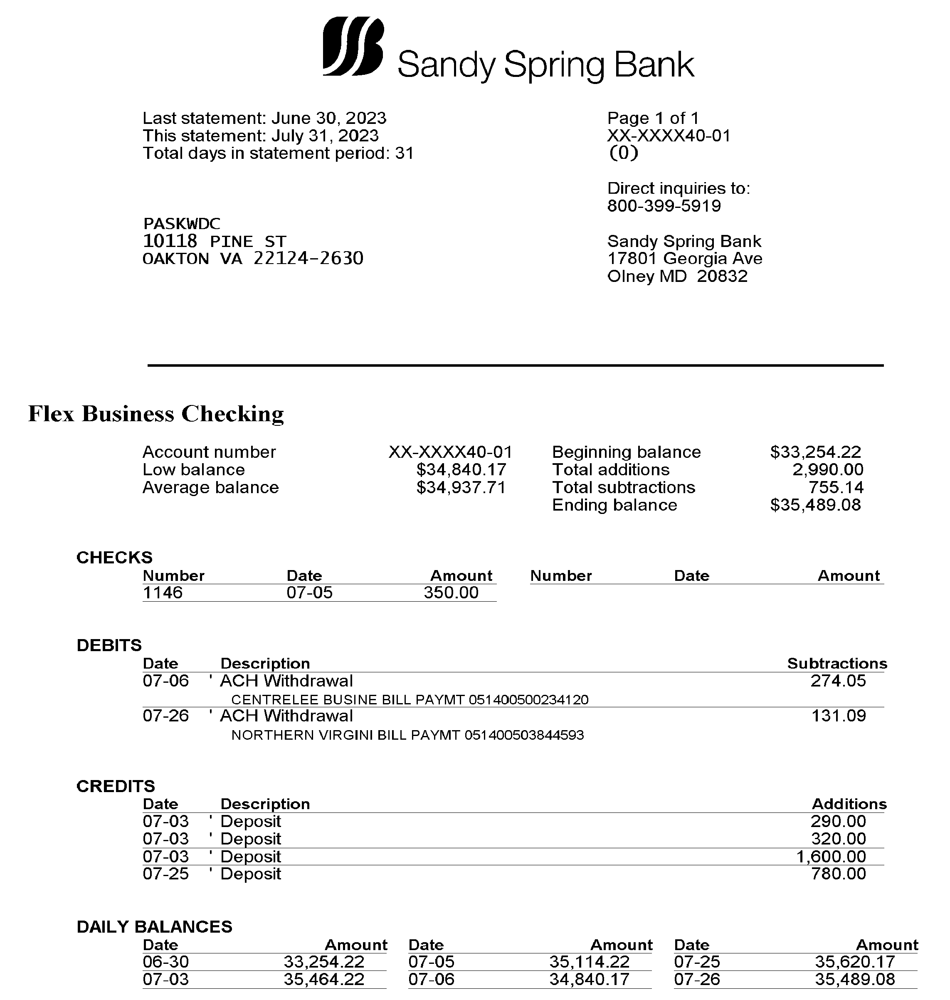 Sandy Spring Bank
Last statement: June 30, 2023
This statement: July 31, 2023
Total days in statement period: 31
Page 1 of 1
XX-XXXX40-01
(0)
Direct inquiries to:
800-399-5919
PASKWDC
10118 PINE ST
OAKTON VA 22124-2630
Sandy Spring Bank
17801 Georgia Ave
Olney MD 20832
Flex Business Checking
Account number XX-XXXX40-01 Beginning balance $33,254.22
Low balance $34,840.17 Total additions 2,990.00
Average balance $34,937.71 Total subtractions 755.14
Ending balance $35,489.08
CHECKS
Number Date Amount Number Date Amount
1146 07-05 350.00
DEBITS
Date Description Subtractions
07-06 ' ACH Withdrawal 274.05
CENTRELEE BUSINE BILL PAYMT 051400500234120
07-26 ' ACH Withdrawal 131.09
NORTHERN VIRGINI BILL PAYMT 051400503844593
CREDITS
Date Description Additions
07-03 ' Deposit 290.00
07-03 ' Deposit 320.00
07-03 ' Deposit 1,600.00
07-25 ' Deposit 780.00
DAILY BALANCES
Date Amount Date Amount Date Amount
06-30 33,254.22 07-05 35,114.22 07-25 35,620.17
07-03 35,464.22 07-06 34,840.17 07-26 35,489.08